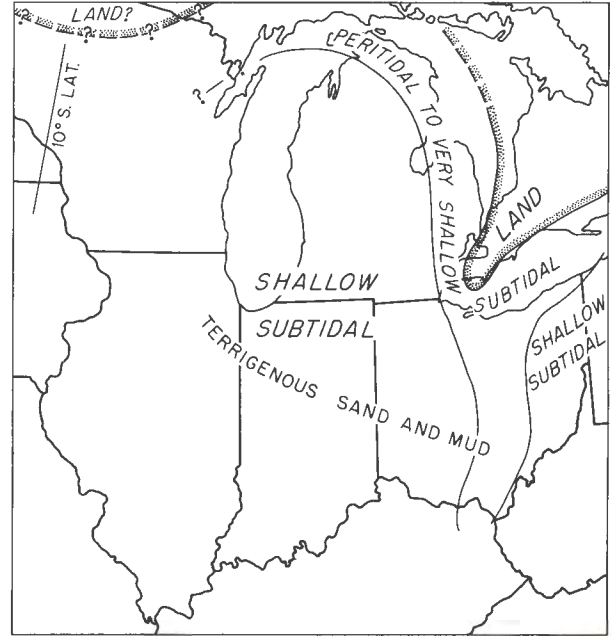 LAND?
? ? ?
10° S. LAT.
?
PERITIDAL TO VERY SHALLOW
LAND
SHALLOW
SUBTIDAL
SUBTIDAL
SHALLOW
SUBTIDAL
TERRIGENOUS SAND AND MUD